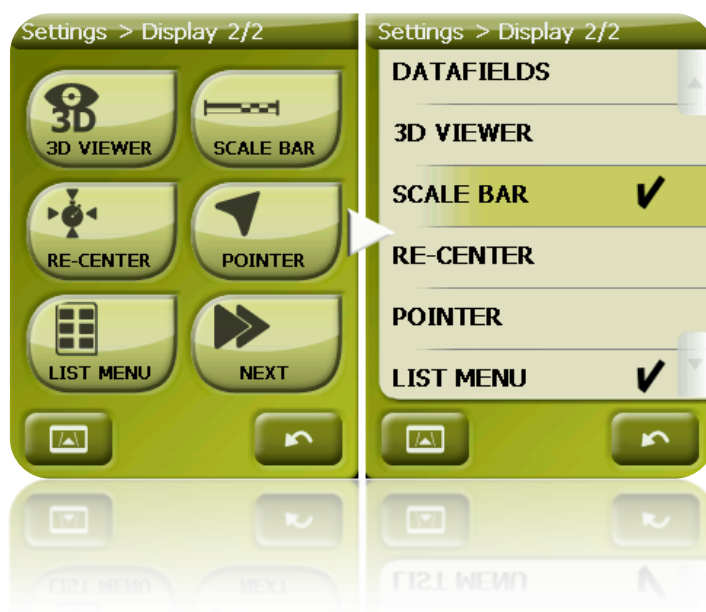 Settings > Display 2/2
3D
3D VIEWER
SCALE BAR
RE-CENTER
POINTER
LIST MENU
NEXT
Settings > Display 2/2
DATAFIELDS
3D VIEWER
SCALE BAR
RE-CENTER
POINTER
LIST MENU